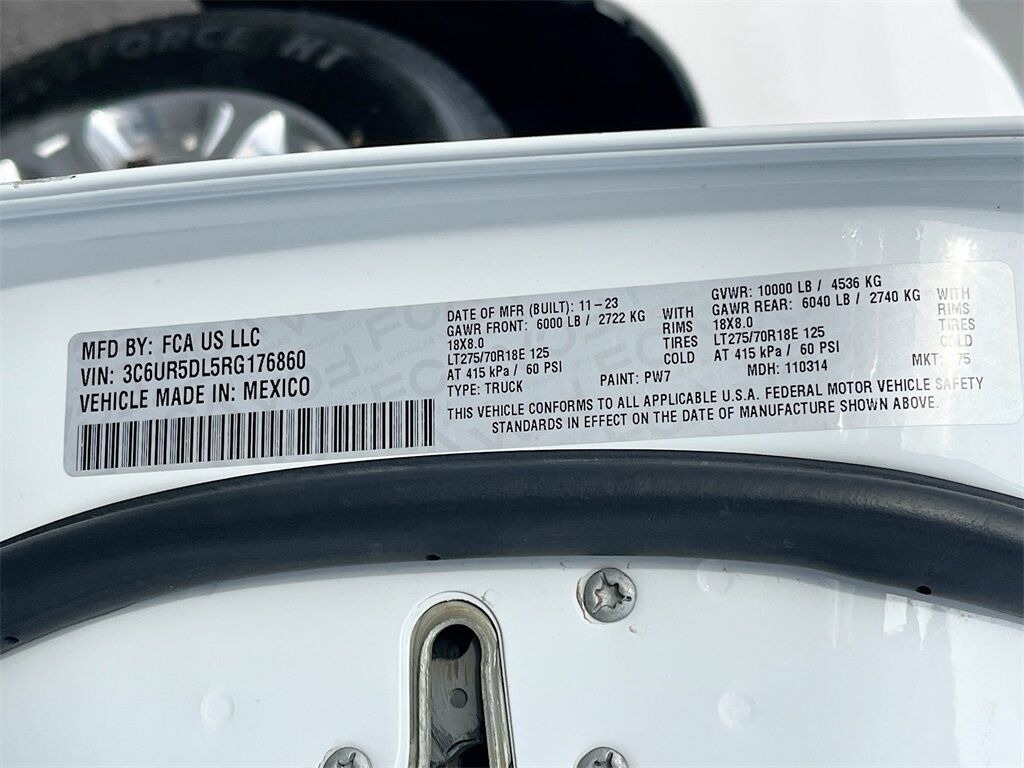 FORCE HT
MFD BY: FCA US LLC
VIN: 3C6UR5DL5RG176860
VEHICLE MADE IN: MEXICO
DATE OF MFR (BUILT): 11-23
GAWR FRONT: 6000 LB / 2722 KG WITH
18X8.0 RIMS
LT275/70R18E 125 TIRES
AT 415 kPa / 60 PSI COLD
TYPE: TRUCK PAINT: PW7
GVWR: 10000 LB / 4536 KG
GAWR REAR: 6040 LB / 2740 KG WITH
18X8.0 RIMS
LT275/70R18E 125 TIRES
AT 415 kPa / 60 PSI COLD
MDH: 110314 MKT: 75
THIS VEHICLE CONFORMS TO ALL APPLICABLE U.S.A. FEDERAL MOTOR VEHICLE SAFETY
STANDARDS IN EFFECT ON THE DATE OF MANUFACTURE SHOWN ABOVE.